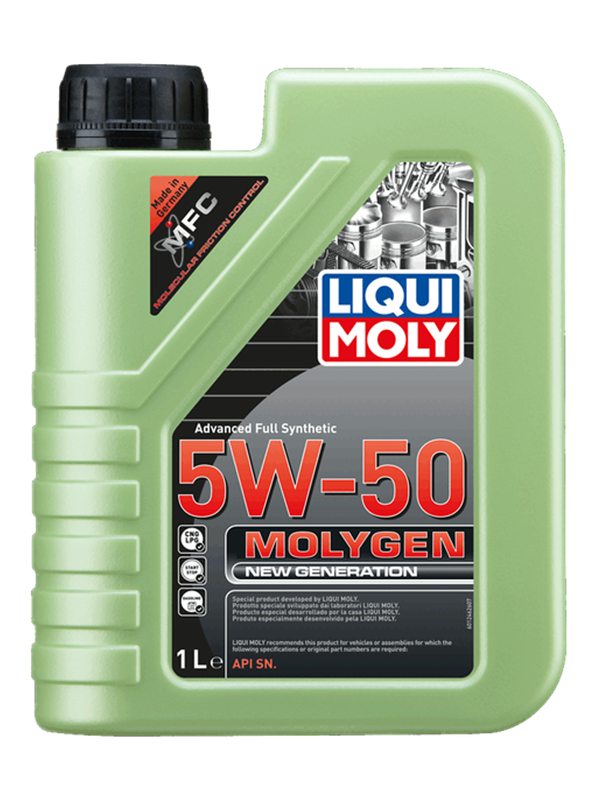 Made in
Germany
MFC
MOLECULAR FRICTION CONTROL
LIQUI
MOLY
Advanced Full Synthetic
5W-50
CNG
LPG
MOLYGEN
START
STOP
NEW GENERATION
GASOLINE
Special product developed by LIQUI MOLY.
Prodotto speciale sviluppato dai laboratori LIQUI MOLY.
Producto especial desarrollado por la casa LIQUI MOLY.
Produto especialmente desenvolvido pela LIQUI MOLY.
LIQUI MOLY recommends this product for vehicles or assemblies for which the
following specifications or original part numbers are required:
1 L e
API SN.